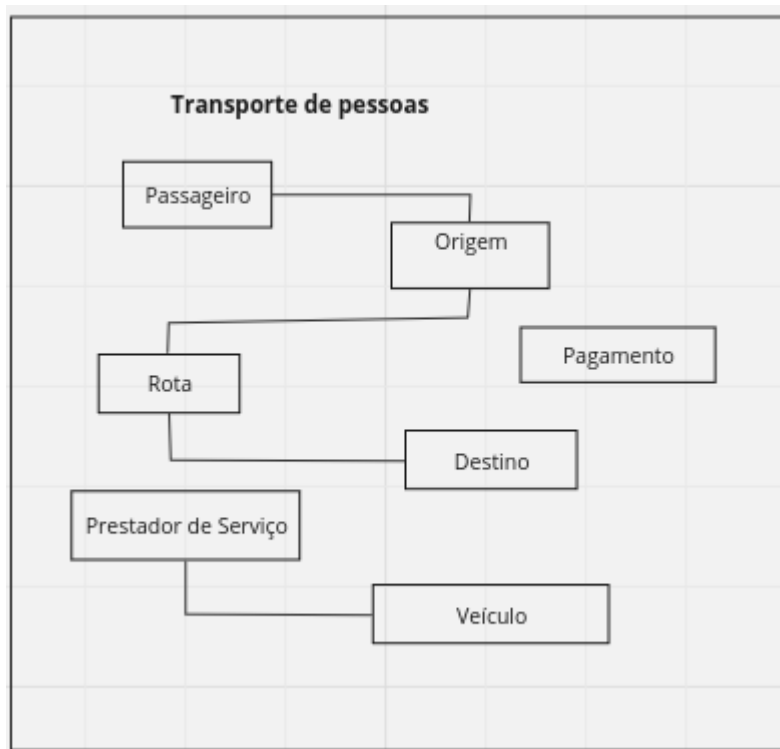 Transporte de pessoas
Passageiro
Origem
Pagamento
Rota
Destino
Prestador de Serviço
Veículo